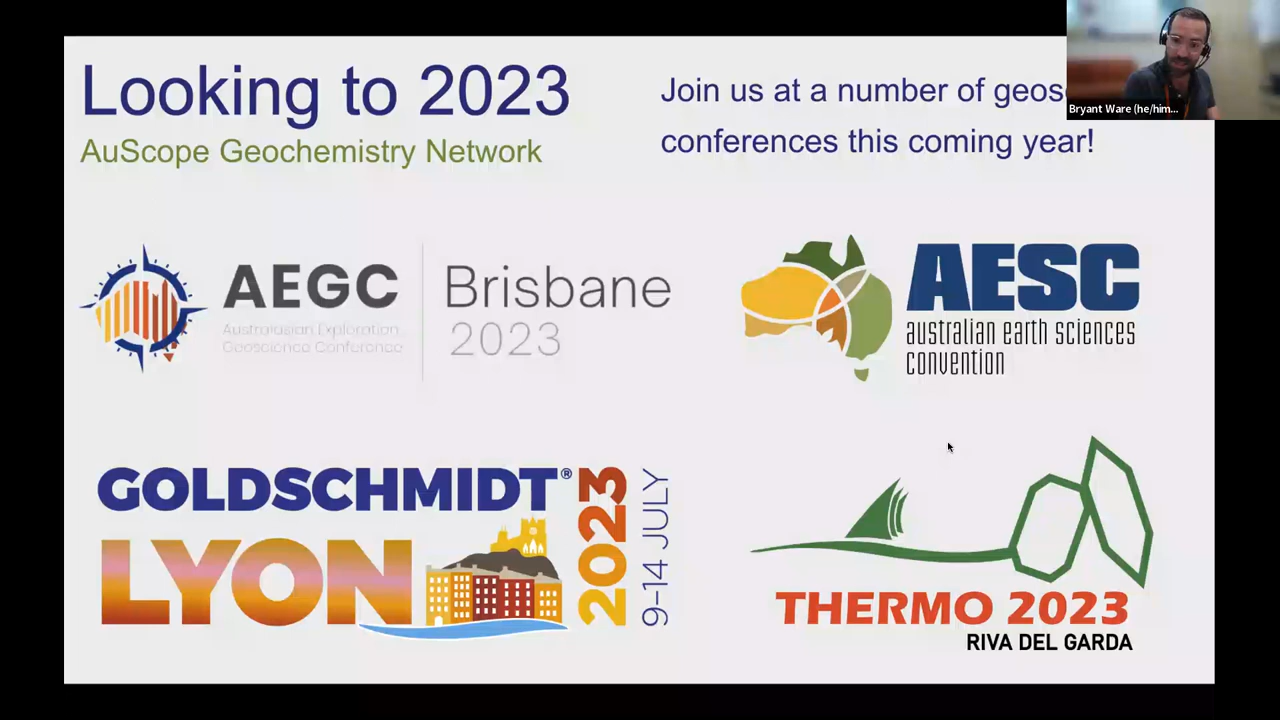 Looking to 2023
AuScope Geochemistry Network
Join us at a number of
conferences this coming year!
Bryant Ware (he/him...
AEGC
Australasian Exploration
Geoscience Conference
Brisbane
2023
AESC
australian earth sciences
convention
GOLDSCHMIDT®
LYON
2023
9–14 JULY
THERMO 2023
RIVA DEL GARDA